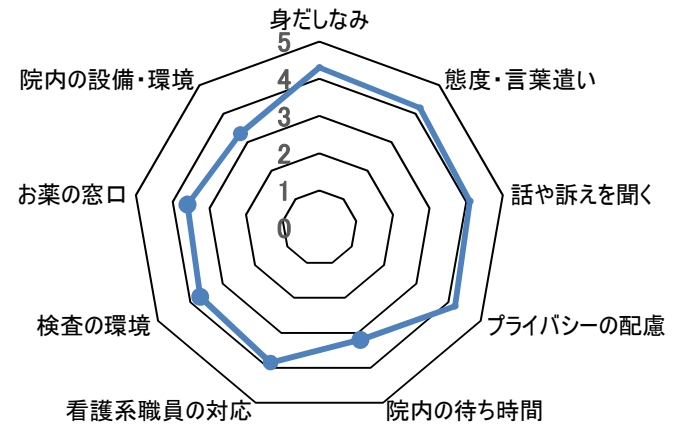 身だしなみ
5
院内の設備・環境
4
態度・言葉遣い
3
2
お薬の窓口
1
話や訴えを聞く
0
検査の環境
プライバシーの配慮
看護系職員の対応
院内の待ち時間